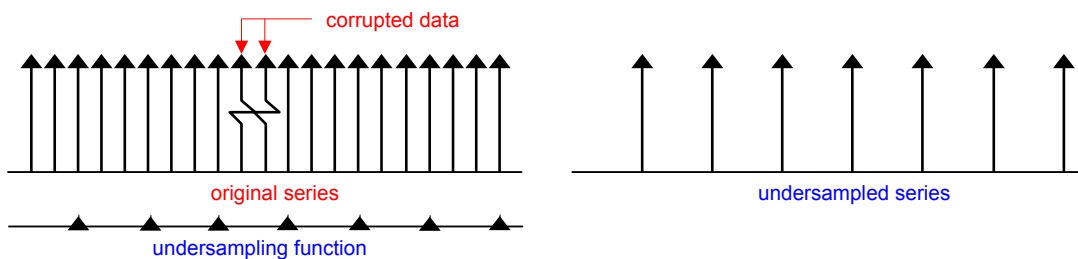 corrupted data
original series
undersampled series
undersampling function